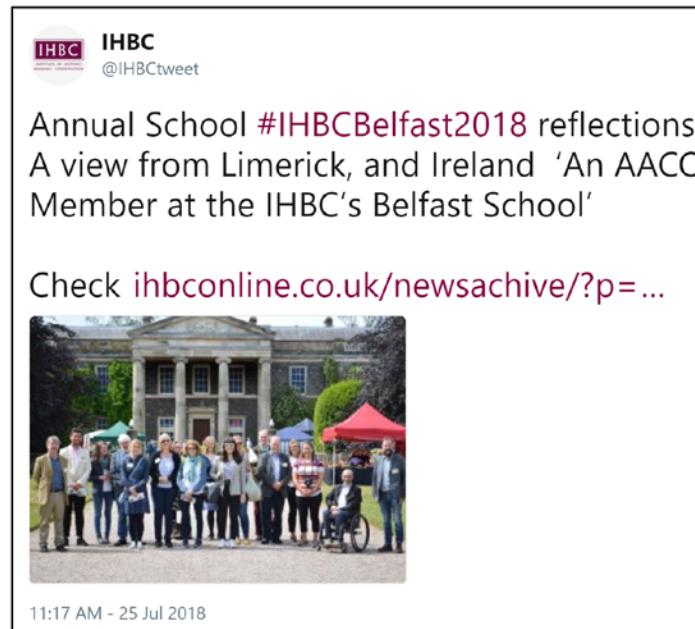 IHBC
IHBC
@IHBCtweet
Annual School #IHBCBelfast2018 reflections
A view from Limerick, and Ireland 'An AACO
Member at the IHBC's Belfast School'
Check ihbconline.co.uk/newsachive/?p=...
11:17 AM - 25 Jul 2018